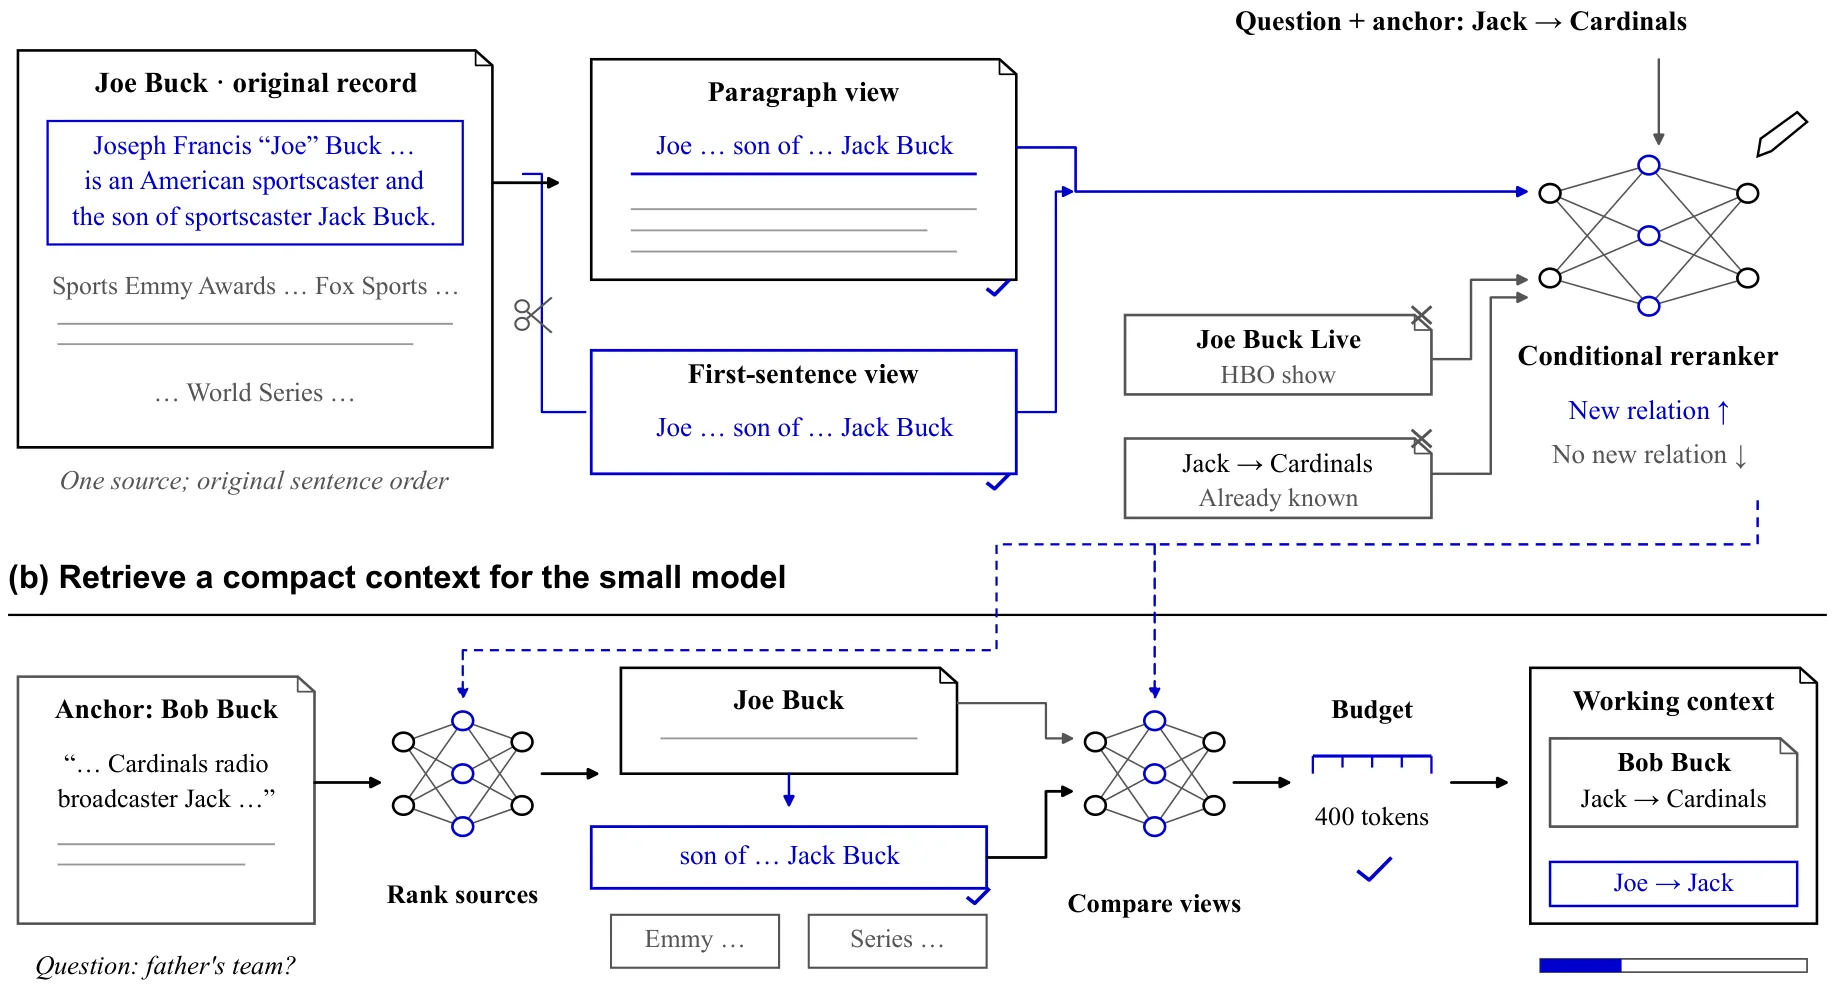 Question + anchor: Jack → Cardinals
Joe Buck · original record
Joseph Francis “Joe” Buck …
is an American sportscaster and
the son of sportscaster Jack Buck.
Sports Emmy Awards … Fox Sports …
… World Series …
One source; original sentence order
Paragraph view
Joe … son of … Jack Buck
First-sentence view
Joe … son of … Jack Buck
Joe Buck Live
HBO show
Jack → Cardinals
Already known
Conditional reranker
New relation ↑
No new relation ↓
(b) Retrieve a compact context for the small model
Anchor: Bob Buck
“… Cardinals radio
broadcaster Jack …”
Question: father's team?
Rank sources
Joe Buck
son of … Jack Buck
Emmy …
Series …
Compare views
Budget
400 tokens
Working context
Bob Buck
Jack → Cardinals
Joe → Jack